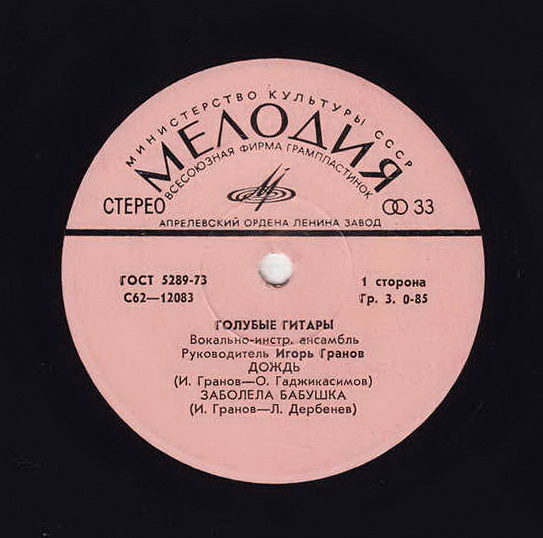 МИНИСТЕРСТВО КУЛЬТУРЫ СССР
МЕЛОДИЯ
ВСЕСОЮЗНАЯ ФИРМА ГРАМПЛАСТИНОК
СТЕРЕО
33
АПРЕЛЕВСКИЙ ОРДЕНА ЛЕНИНА ЗАВОД
ГОСТ 5289-73
С62—12083
1 сторона
Гр. 3. 0-85
ГОЛУБЫЕ ГИТАРЫ
Вокально-инстр. ансамбль
Руководитель Игорь Гранов
ДОЖДЬ
(И. Гранов—О. Гаджикасимов)
ЗАБОЛЕЛА БАБУШКА
(И. Гранов—Л. Дербенев)